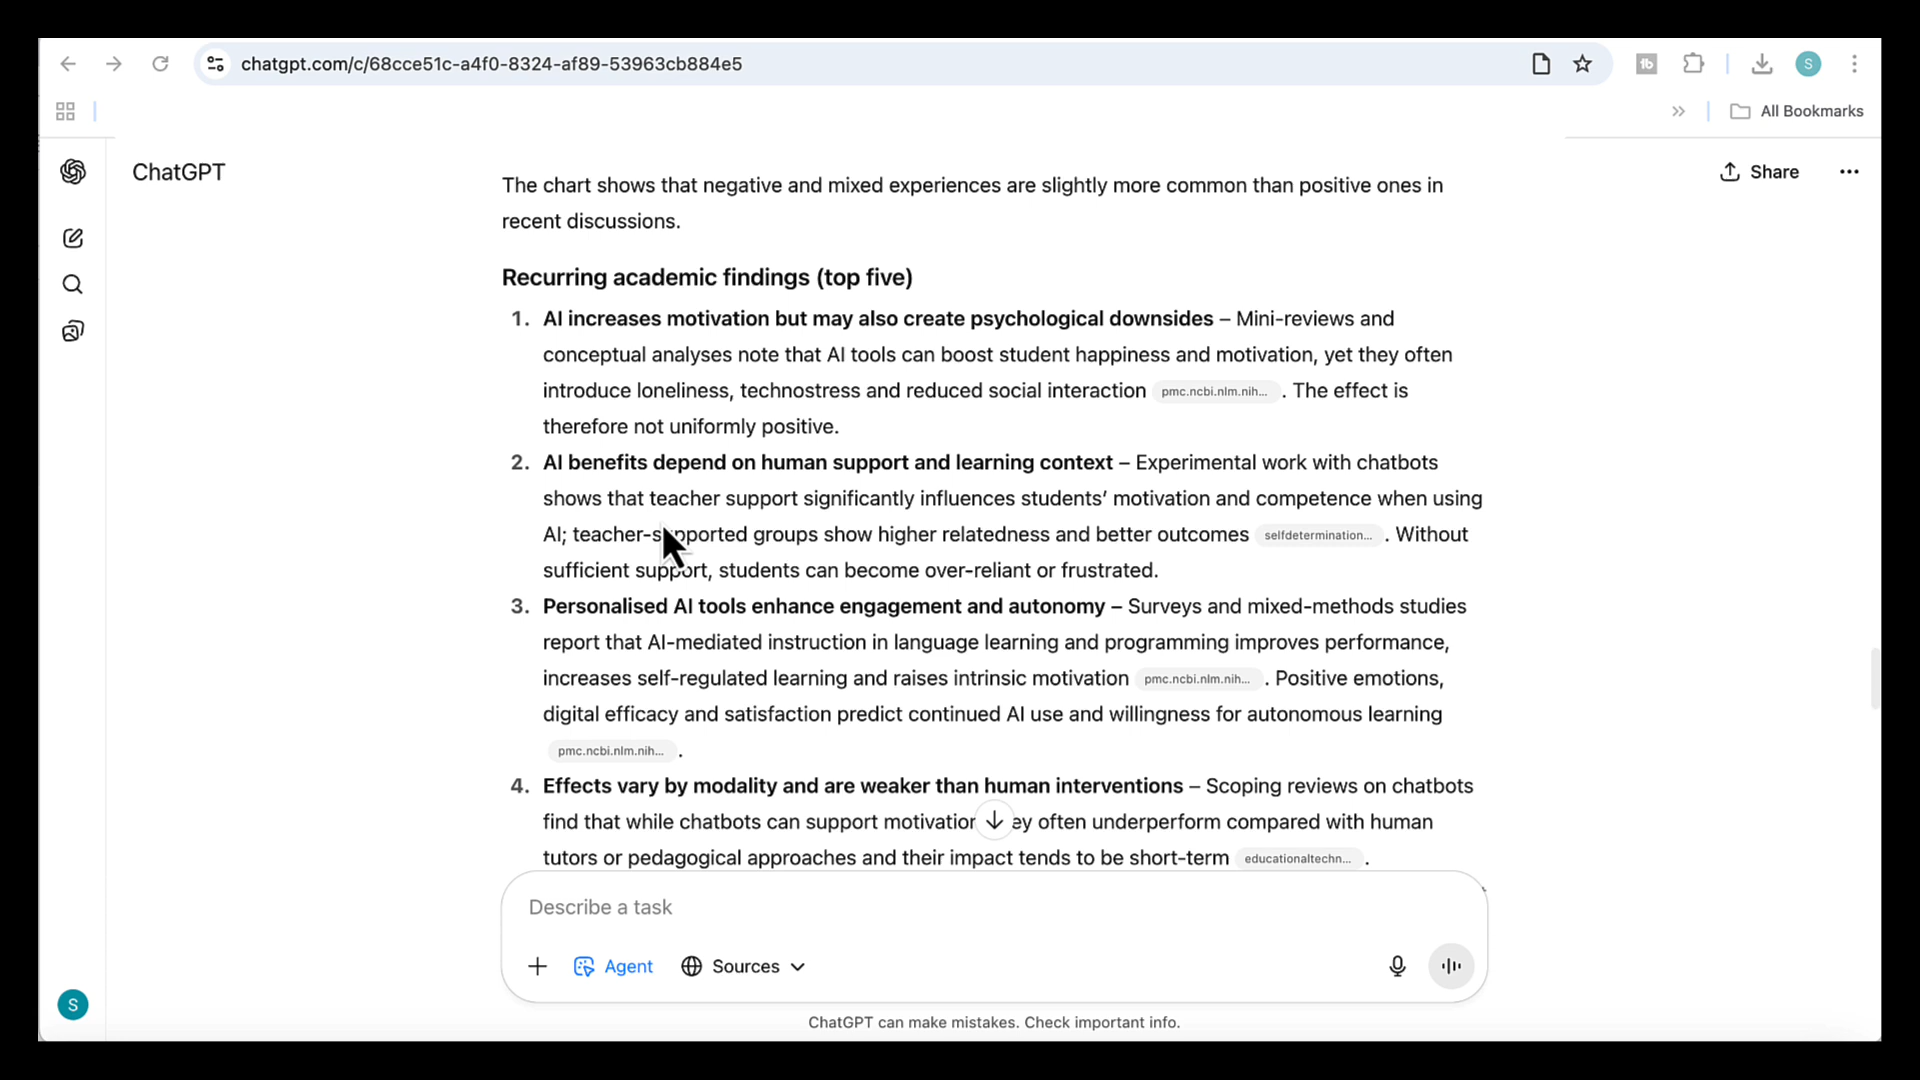 chatgpt.com/c/68cce51c-a4f0-8324-af89-53963cb884e5
S
All Bookmarks
ChatGPT
Share
The chart shows that negative and mixed experiences are slightly more common than positive ones in
recent discussions.
Recurring academic findings (top five)
1. AI increases motivation but may also create psychological downsides – Mini-reviews and
conceptual analyses note that AI tools can boost student happiness and motivation, yet they often
introduce loneliness, technostress and reduced social interaction pmc.ncbi.nlm.nih... . The effect is
therefore not uniformly positive.
2. AI benefits depend on human support and learning context – Experimental work with chatbots
shows that teacher support significantly influences students’ motivation and competence when using
AI; teacher-supported groups show higher relatedness and better outcomes selfdetermination... . Without
sufficient support, students can become over-reliant or frustrated.
3. Personalised AI tools enhance engagement and autonomy – Surveys and mixed-methods studies
report that AI-mediated instruction in language learning and programming improves performance,
increases self-regulated learning and raises intrinsic motivation pmc.ncbi.nlm.nih... . Positive emotions,
digital efficacy and satisfaction predict continued AI use and willingness for autonomous learning
pmc.ncbi.nlm.nih... .
4. Effects vary by modality and are weaker than human interventions – Scoping reviews on chatbots
find that while chatbots can support motivation ey often underperform compared with human
tutors or pedagogical approaches and their impact tends to be short-term educationaltechn... .
Describe a task
Agent
Sources
S
ChatGPT can make mistakes. Check important info.